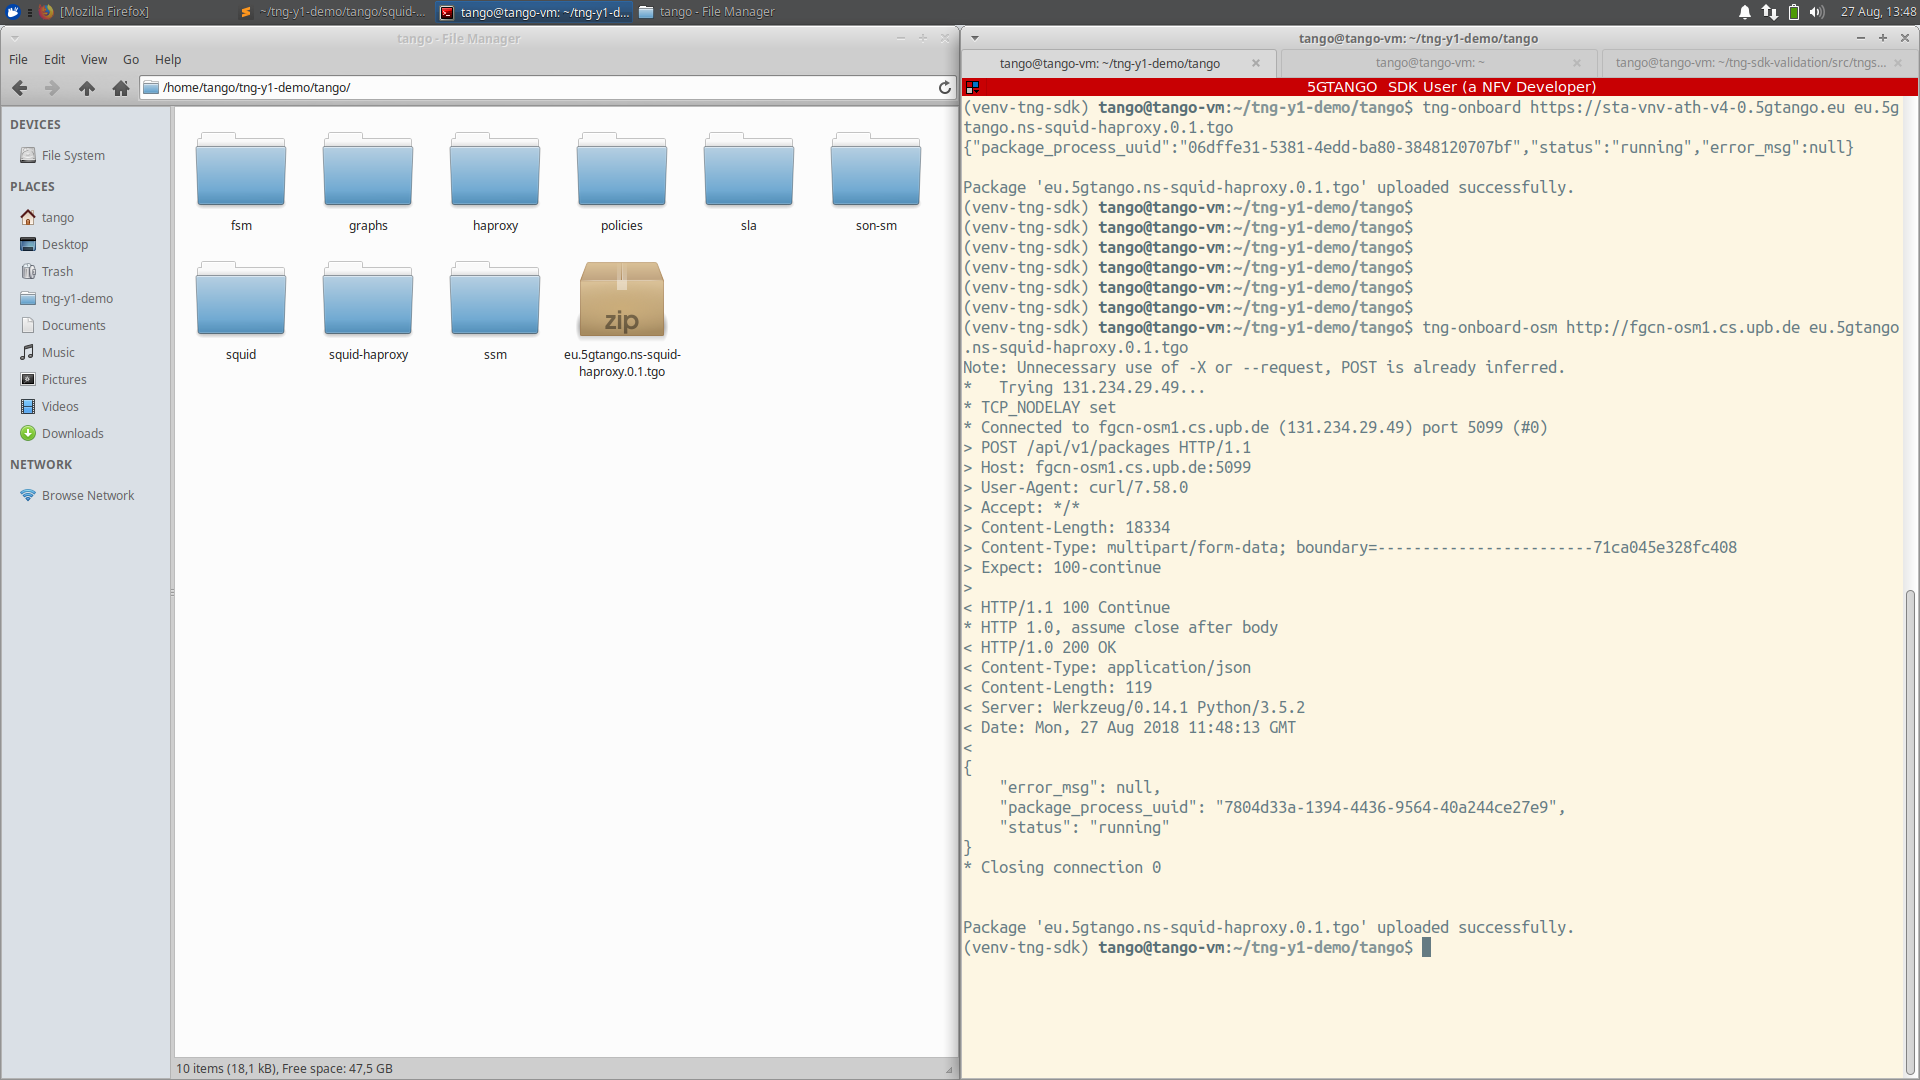 [Mozilla Firefox]
~/tng-y1-demo/tango/squid-...
tango@tango-vm: ~/tng-y1-d...
tango - File Manager
27 Aug, 13:48
tango - File Manager
File Edit View Go Help
/home/tango/tng-y1-demo/tango/
DEVICES
File System
PLACES
tango
Desktop
Trash
tng-y1-demo
Documents
Music
Pictures
Videos
Downloads
NETWORK
Browse Network
fsm
graphs
haproxy
policies
sla
son-sm
squid
squid-haproxy
ssm
zip
eu.5gtango.ns-squid-
haproxy.0.1.tgo
10 items (18,1 kB), Free space: 47,5 GB
tango@tango-vm: ~/tng-y1-demo/tango
tango@tango-vm: ~/tng-y1-demo/tango
tango@tango-vm: ~
tango@tango-vm: ~/tng-sdk-validation/src/tngs...
5GTANGO SDK User (a NFV Developer)
(venv-tng-sdk) tango@tango-vm:~/tng-y1-demo/tango$ tng-onboard https://sta-vnv-ath-v4-0.5gtango.eu eu.5g
tango.ns-squid-haproxy.0.1.tgo
{"package_process_uuid":"06dffe31-5381-4edd-ba80-3848120707bf","status":"running","error_msg":null}
Package 'eu.5gtango.ns-squid-haproxy.0.1.tgo' uploaded successfully.
(venv-tng-sdk) tango@tango-vm:~/tng-y1-demo/tango$
(venv-tng-sdk) tango@tango-vm:~/tng-y1-demo/tango$
(venv-tng-sdk) tango@tango-vm:~/tng-y1-demo/tango$
(venv-tng-sdk) tango@tango-vm:~/tng-y1-demo/tango$
(venv-tng-sdk) tango@tango-vm:~/tng-y1-demo/tango$
(venv-tng-sdk) tango@tango-vm:~/tng-y1-demo/tango$
(venv-tng-sdk) tango@tango-vm:~/tng-y1-demo/tango$ tng-onboard-osm http://fgcn-osm1.cs.upb.de eu.5gtango
.ns-squid-haproxy.0.1.tgo
Note: Unnecessary use of -X or --request, POST is already inferred.
*   Trying 131.234.29.49...
* TCP_NODELAY set
* Connected to fgcn-osm1.cs.upb.de (131.234.29.49) port 5099 (#0)
> POST /api/v1/packages HTTP/1.1
> Host: fgcn-osm1.cs.upb.de:5099
> User-Agent: curl/7.58.0
> Accept: */*
> Content-Length: 18334
> Content-Type: multipart/form-data; boundary=------------------------71ca045e328fc408
> Expect: 100-continue
>
< HTTP/1.1 100 Continue
* HTTP 1.0, assume close after body
< HTTP/1.0 200 OK
< Content-Type: application/json
< Content-Length: 119
< Server: Werkzeug/0.14.1 Python/3.5.2
< Date: Mon, 27 Aug 2018 11:48:13 GMT
<
{
    "error_msg": null,
    "package_process_uuid": "7804d33a-1394-4436-9564-40a244ce27e9",
    "status": "running"
}
* Closing connection 0
Package 'eu.5gtango.ns-squid-haproxy.0.1.tgo' uploaded successfully.
(venv-tng-sdk) tango@tango-vm:~/tng-y1-demo/tango$